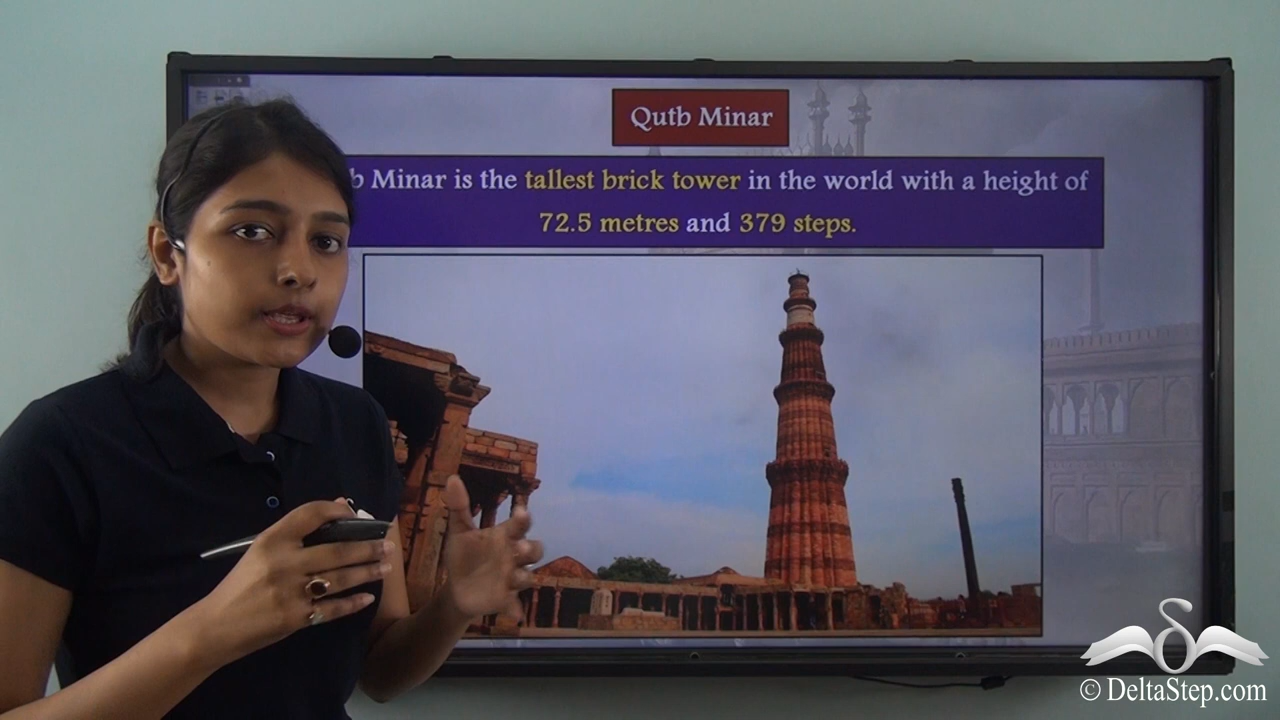 Qutb Minar
b Minar is the tallest brick tower in the world with a height of
72.5 metres and 379 steps.
© DeltaStep.com